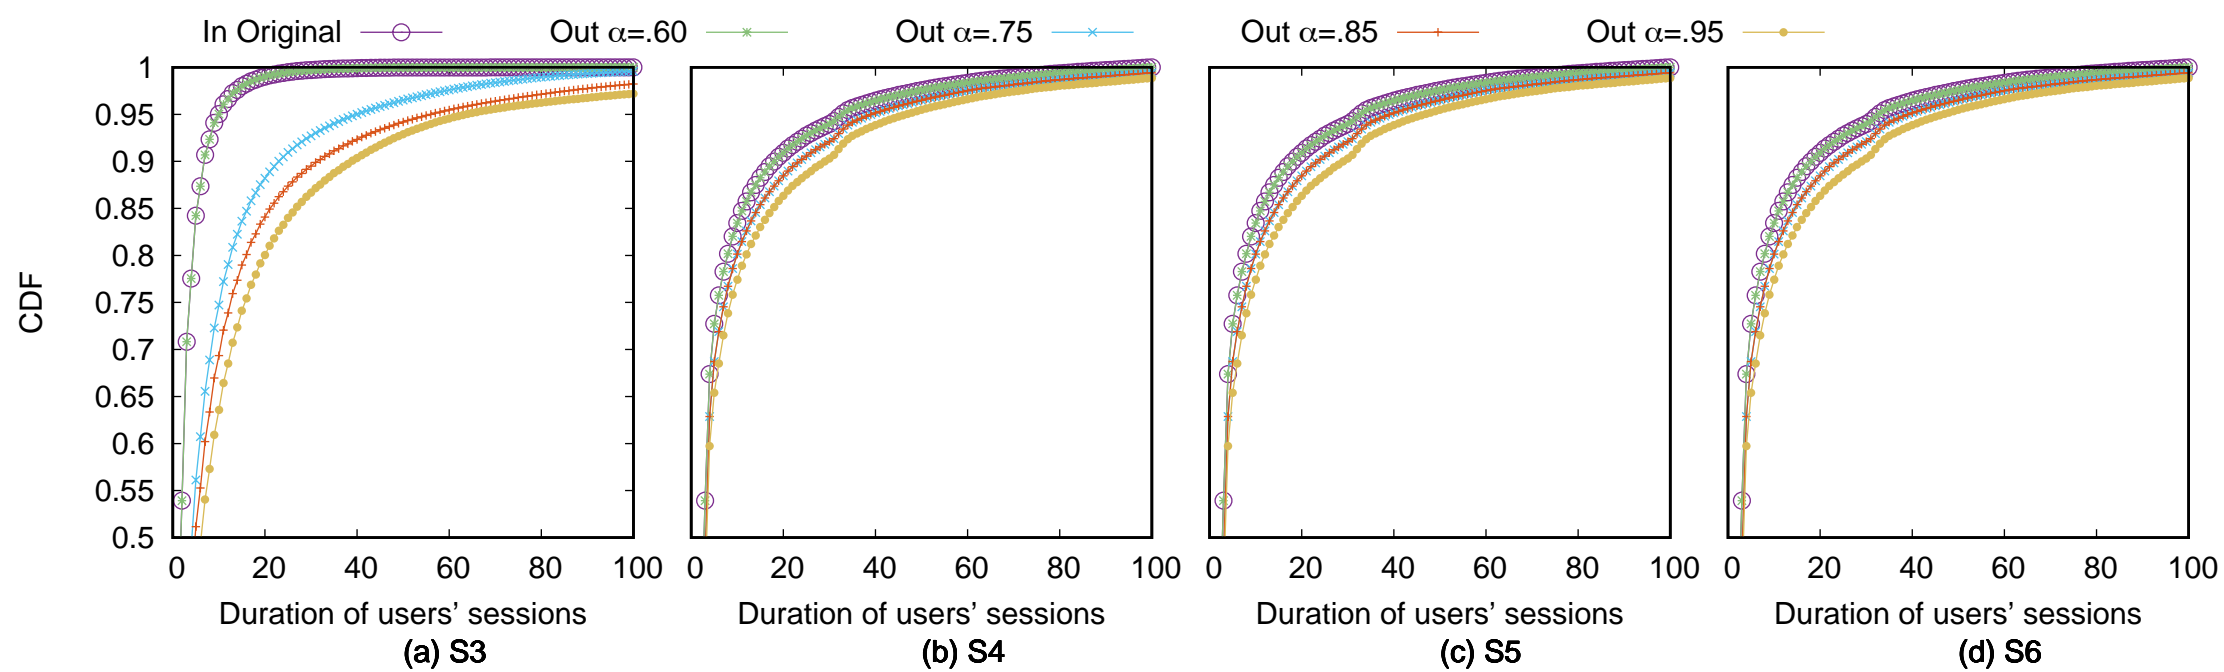 In Original Out α=.60 Out α=.75 Out α=.85 Out α=.95
CDF
1
0.95
0.9
0.85
0.8
0.75
0.7
0.65
0.6
0.55
0.5
0 20 40 60 80 100 0 20 40 60 80 100 0 20 40 60 80 100 0 20 40 60 80 100
Duration of users’ sessions Duration of users’ sessions Duration of users’ sessions Duration of users’ sessions
(a) S3 (b) S4 (c) S5 (d) S6